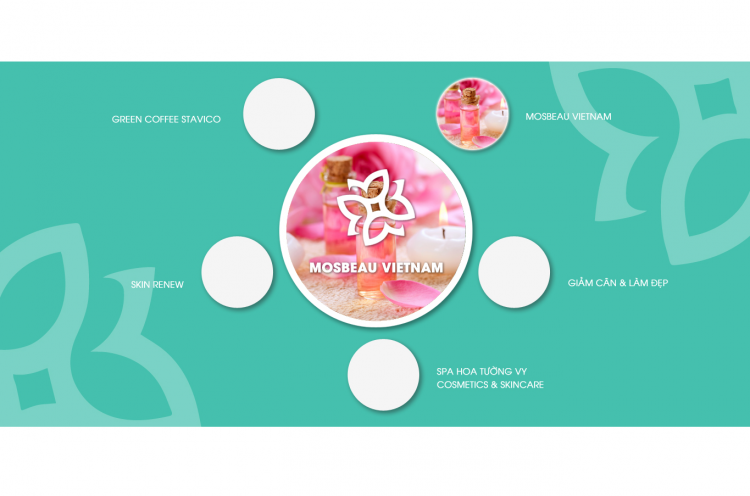 GREEN COFFEE STAVICO
MOSBEAU VIETNAM
MOSBEAU VIETNAM
SKIN RENEW
GIẢM CÂN & LÀM ĐẸP
SPA HOA TƯỜNG VY
COSMETICS & SKINCARE